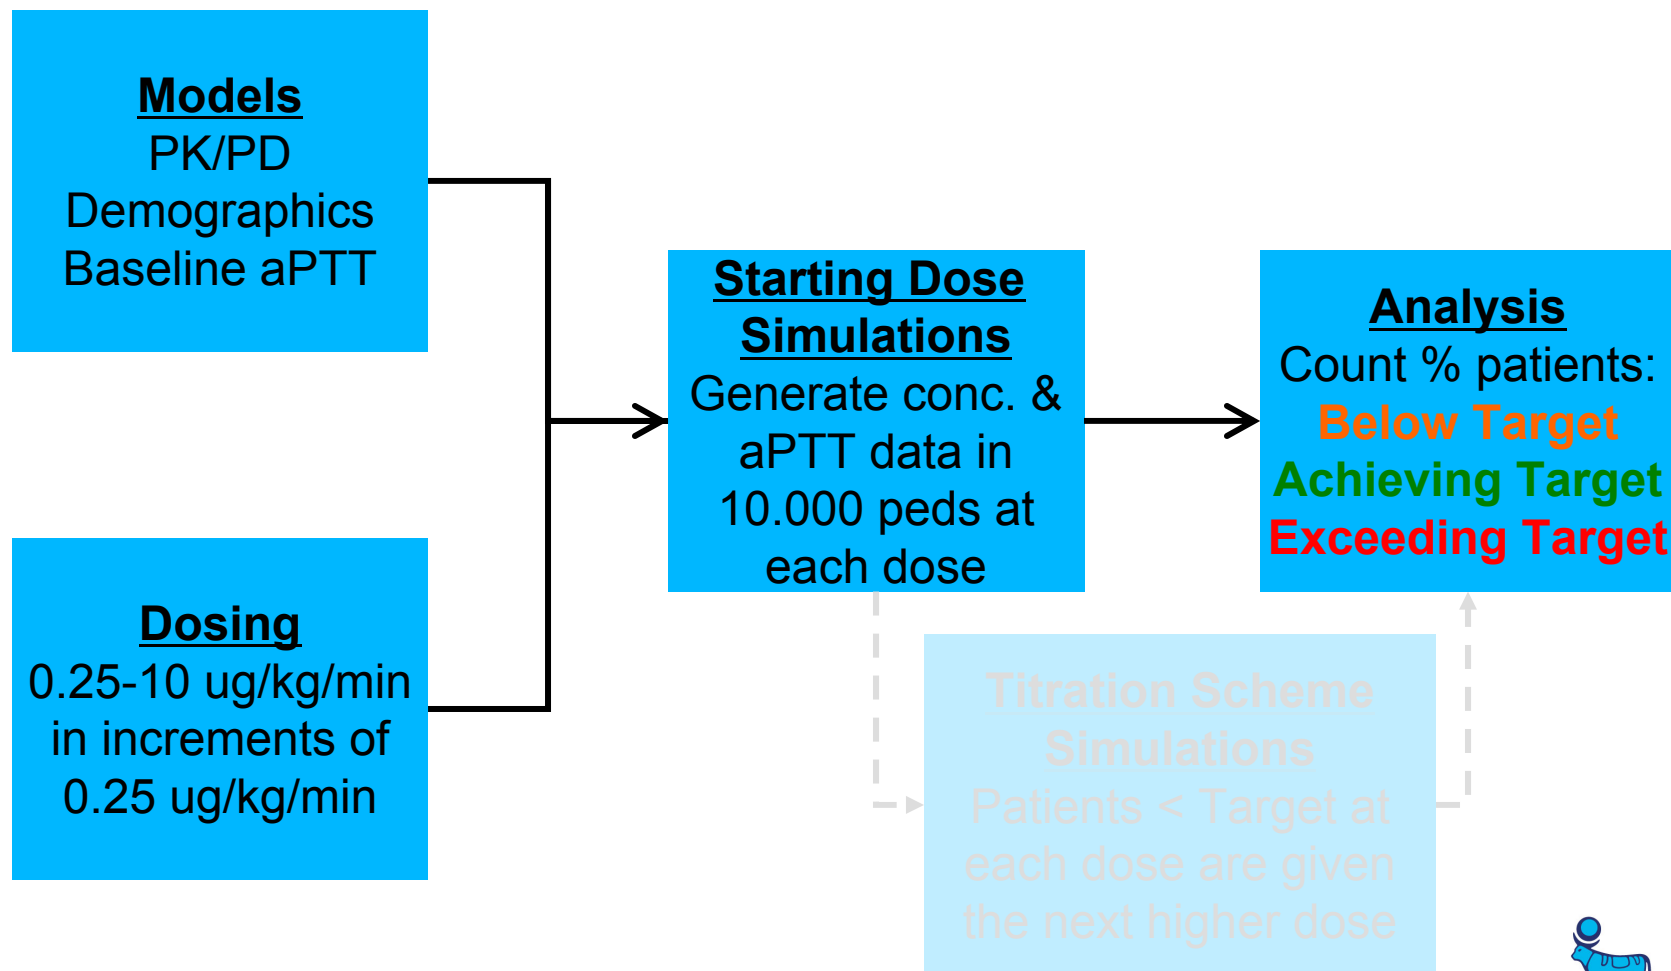 Models
PK/PD
Demographics
Baseline aPTT
Dosing
0.25-10 ug/kg/min
in increments of
0.25 ug/kg/min
Starting Dose
Simulations
Generate conc. &
aPTT data in
10.000 peds at
each dose
Titration Scheme
Simulations
Patients < Target at
each dose are given
the next higher dose
Analysis
Count % patients:
Below Target
Achieving Target
Exceeding Target